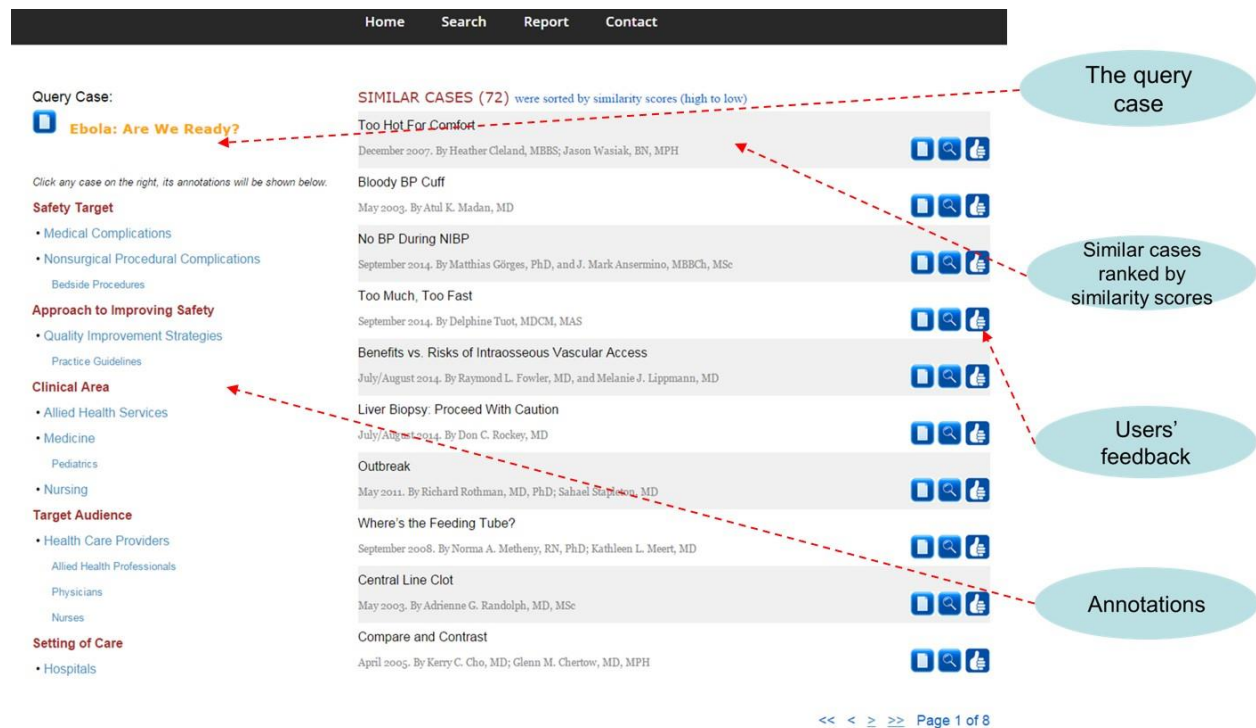 Home Search Report Contact
Query Case:
Ebola: Are We Ready?
Click any case on the right, its annotations will be shown below.
Safety Target
• Medical Complications
• Nonsurgical Procedural Complications
Bedside Procedures
Approach to Improving Safety
• Quality Improvement Strategies
Practice Guidelines
Clinical Area
• Allied Health Services
• Medicine
Pediatrics
• Nursing
Target Audience
• Health Care Providers
Allied Health Professionals
Physicians
Nurses
Setting of Care
• Hospitals
SIMILAR CASES (72) were sorted by similarity scores (high to low)
Too Hot For Comfort
December 2007. By Heather Cleland, MBBS; Jason Wasiak, BN, MPH
Bloody BP Cuff
May 2003. By Atul K. Madan, MD
No BP During NIBP
September 2014. By Matthias Görges, PhD, and J. Mark Ansermino, MBBCh, MSc
Too Much, Too Fast
September 2014. By Delphine Tuot, MDCM, MAS
Benefits vs. Risks of Intraosseous Vascular Access
July/August 2014. By Raymond L. Fowler, MD, and Melanie J. Lippmann, MD
Liver Biopsy: Proceed With Caution
July/August 2014. By Don C. Rockey, MD
Outbreak
May 2011. By Richard Rothman, MD, PhD; Sahael Stapleton, MD
Where's the Feeding Tube?
September 2008. By Norma A. Metheny, RN, PhD; Kathleen L. Meert, MD
Central Line Clot
May 2003. By Adrienne G. Randolph, MD, MSc
Compare and Contrast
April 2005. By Kerry C. Cho, MD; Glenn M. Chertow, MD, MPH
<< < > >> Page 1 of 8
The query
case
Similar cases
ranked by
similarity scores
Users'
feedback
Annotations